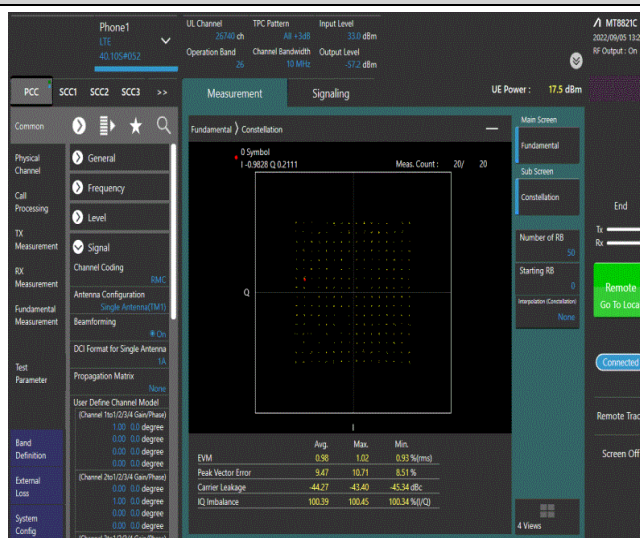 Phone1
LTE
40.105#052
UL Channel
26740 ch
TPC Pattern
All +3dB
Input Level
33.0 dBm
Operation Band
26
Channel Bandwidth
10 MHz
Output Level
-57.2 dBm
MT8821C
2022/09/05 13:2
RF Output : On
PCC SCC1 SCC2 SCC3 >>
Measurement
Signaling
UE Power : 17.5 dBm
Common
Physical
Channel
Call
Processing
TX
Measurement
RX
Measurement
Fundamental
Measurement
Test
Parameter
Band
Definition
External
Loss
System
Config
General
Frequency
Level
Signal
Channel Coding
RMC
Antenna Configuration
Single Antenna(TM1)
Beamforming
On
DCI Format for Single Antenna
1A
Propagation Matrix
None
User Define Channel Model
(Channel 1to1/2/3/4 Gain/Phase)
1.00 0.0 degree
0.00 0.0 degree
0.00 0.0 degree
0.00 0.0 degree
(Channel 2to1/2/3/4 Gain/Phase)
0.00 0.0 degree
1.00 0.0 degree
0.00 0.0 degree
0.00 0.0 degree
Fundamental
Constellation
0 Symbol
I -0.9828 Q 0.2111
Meas. Count : 20/ 20
Q
I
Avg. Max. Min.
EVM 0.98 1.02 0.93 %(rms)
Peak Vector Error 9.47 10.71 8.51 %
Carrier Leakage -44.27 -43.40 -45.34 dBc
IQ Imbalance 100.39 100.45 100.34 %(I/Q)
Main Screen
Fundamental
Sub Screen
Constellation
Number of RB
50
Starting RB
0
Interpolation (Constellation)
None
4 Views
End
Tx
Rx
Remote
Go To Loca
Connected
Remote Trac
Screen Off